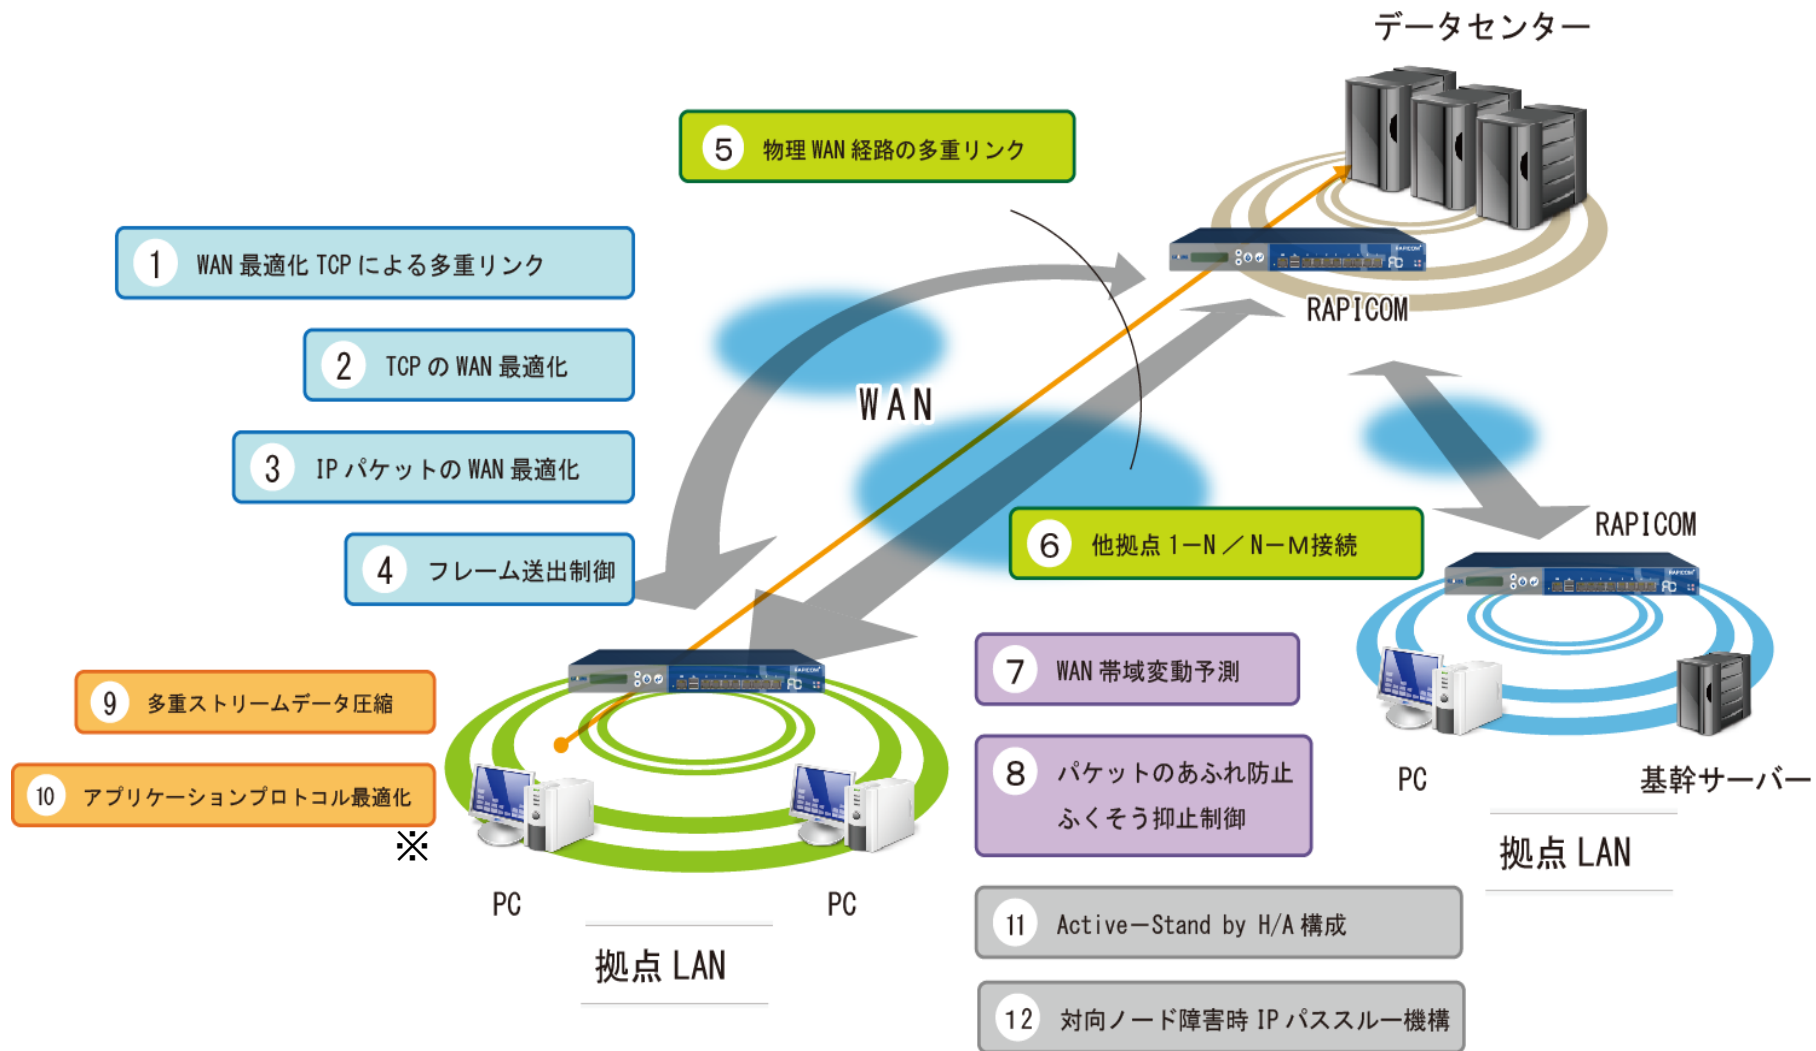 データセンター
⑤ 物理 WAN 経路の多重リンク
① WAN 最適化 TCP による多重リンク
RAPICOM
RAPICOM
② TCP の WAN 最適化
WAN
③ IP パケットの WAN 最適化
④ フレーム送出制御
⑥ 他拠点 1－N ／ N－M接続
RAPICOM
RAPICOM
⑦ WAN 帯域変動予測
RAPICOM
⑨ 多重ストリームデータ圧縮
⑧ パケットのあふれ防止
ふくそう抑止制御
⑩ アプリケーションプロトコル最適化
※
PC
基幹サーバー
拠点 LAN
PC
PC
拠点 LAN
⑪ Active－Stand by H/A 構成
⑫ 対向ノード障害時 IP パススルー機構